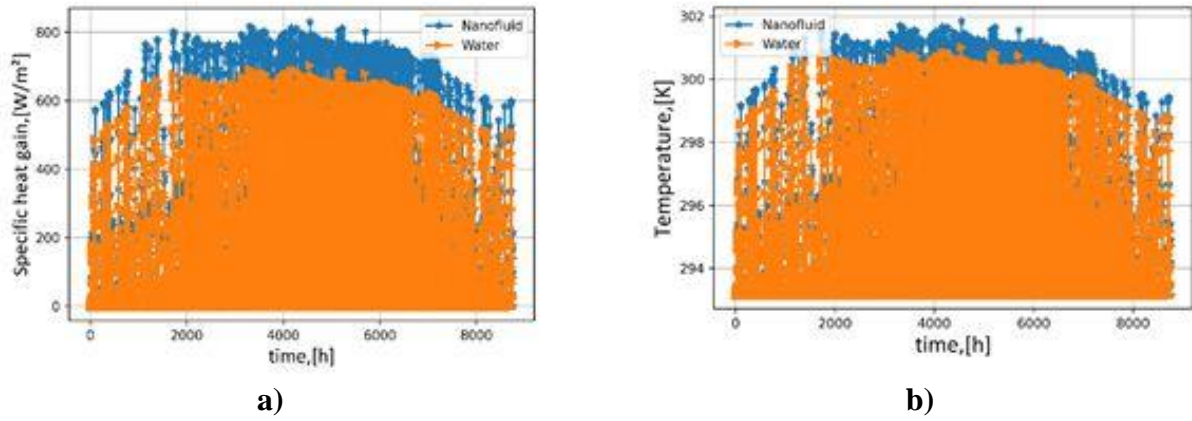 800
600
400
200
0
Specific heat gain,[W/m²]
Nanofluid
Water
0 2000 4000 6000 8000
time,[h]
a)
302
300
298
296
294
Temperature,[K]
Nanofluid
Water
0 2000 4000 6000 8000
time,[h]
b)